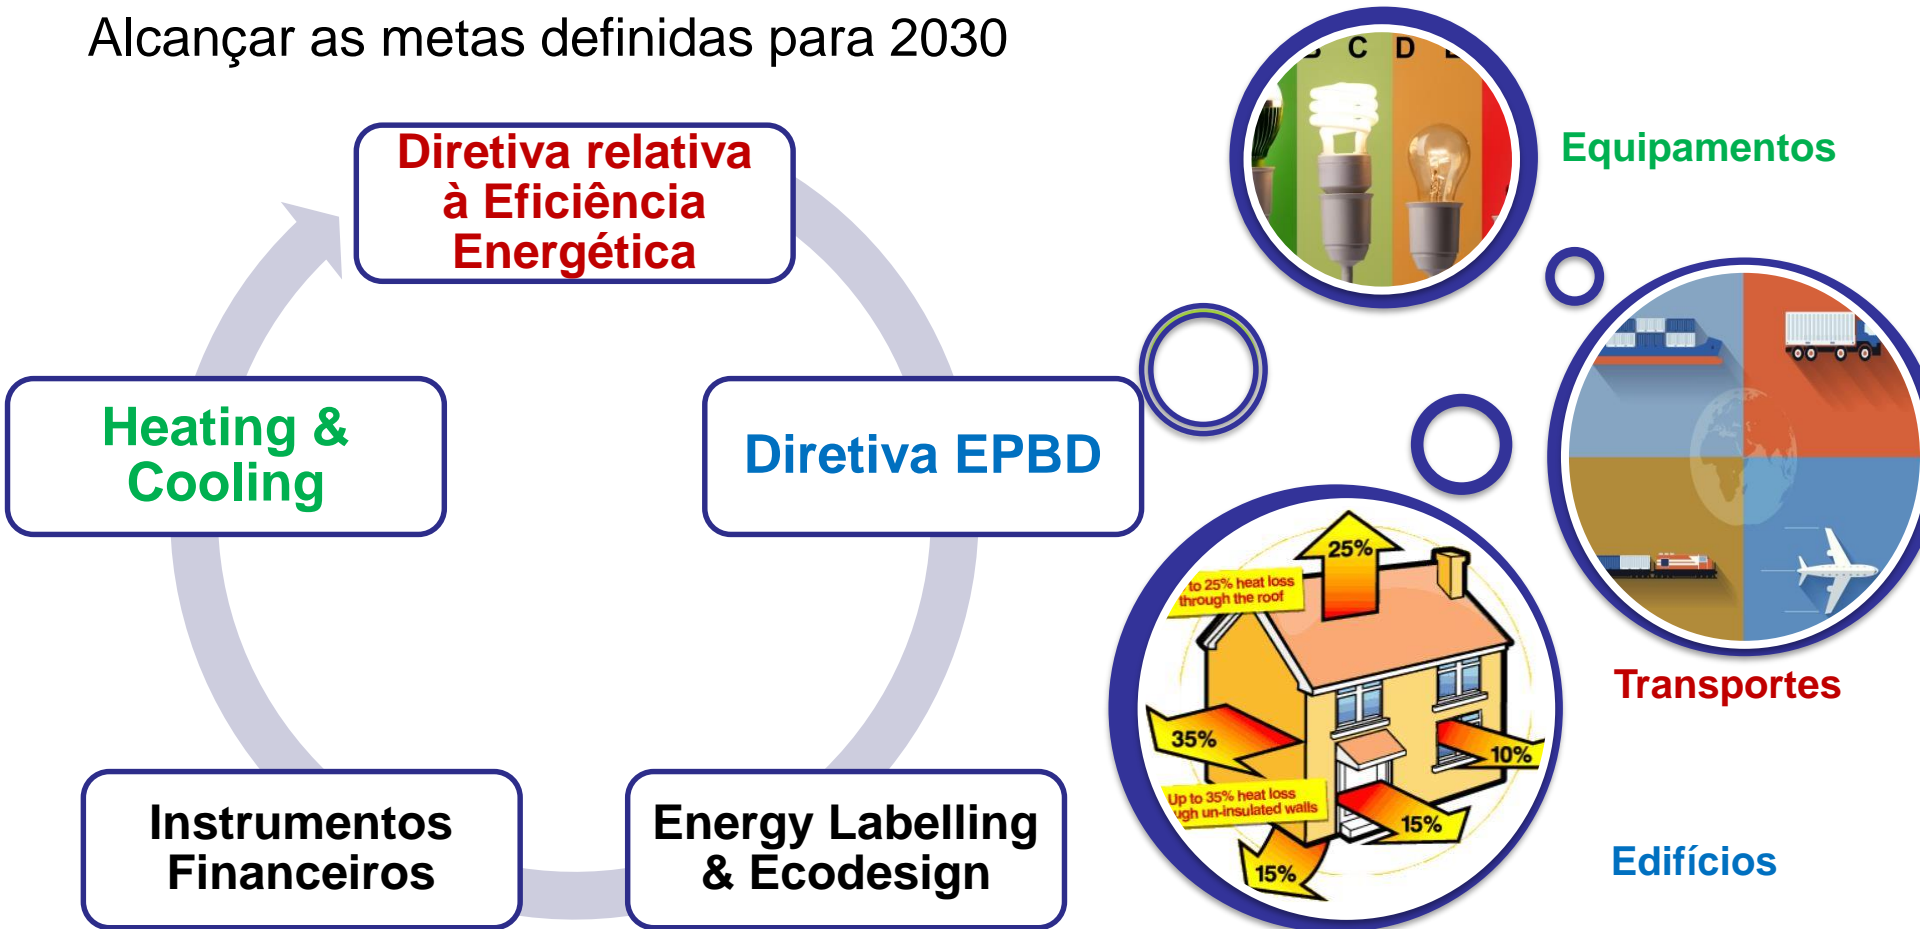 Alcançar as metas definidas para 2030
Diretiva relativa
à Eficiência
Energética
Diretiva EPBD
Energy Labelling
& Ecodesign
Instrumentos
Financeiros
Heating &
Cooling
C D
Equipamentos
Transportes
25%
to 25% heat loss
through the roof
35%
10%
Up to 35% heat loss
un-insulated walls
15%
15%
Edifícios